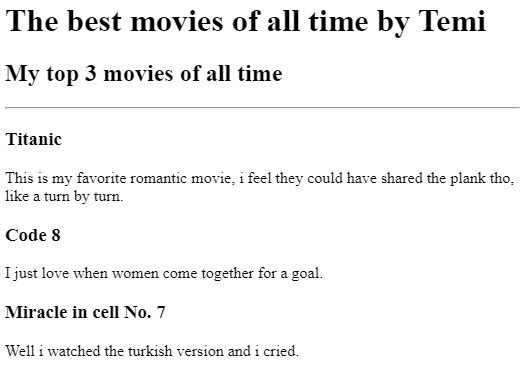 The best movies of all time by Temi
My top 3 movies of all time
Titanic
This is my favorite romantic movie, i feel they could have shared the plank tho,
like a turn by turn.
Code 8
I just love when women come together for a goal.
Miracle in cell No. 7
Well i watched the turkish version and i cried.